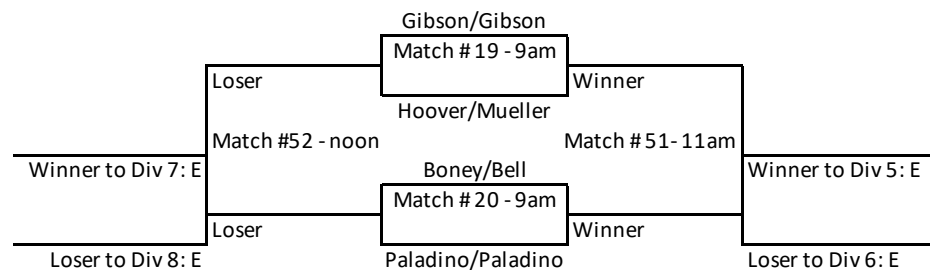 Gibson/Gibson
Match #19 - 9am
Loser
Winner
Hoover/Mueller
Match #52 - noon
Match #51- 11am
Winner to Div 7: E
Boney/Bell
Winner to Div 5: E
Match #20 - 9am
Loser
Winner
Loser to Div 8: E
Paladino/Paladino
Loser to Div 6: E